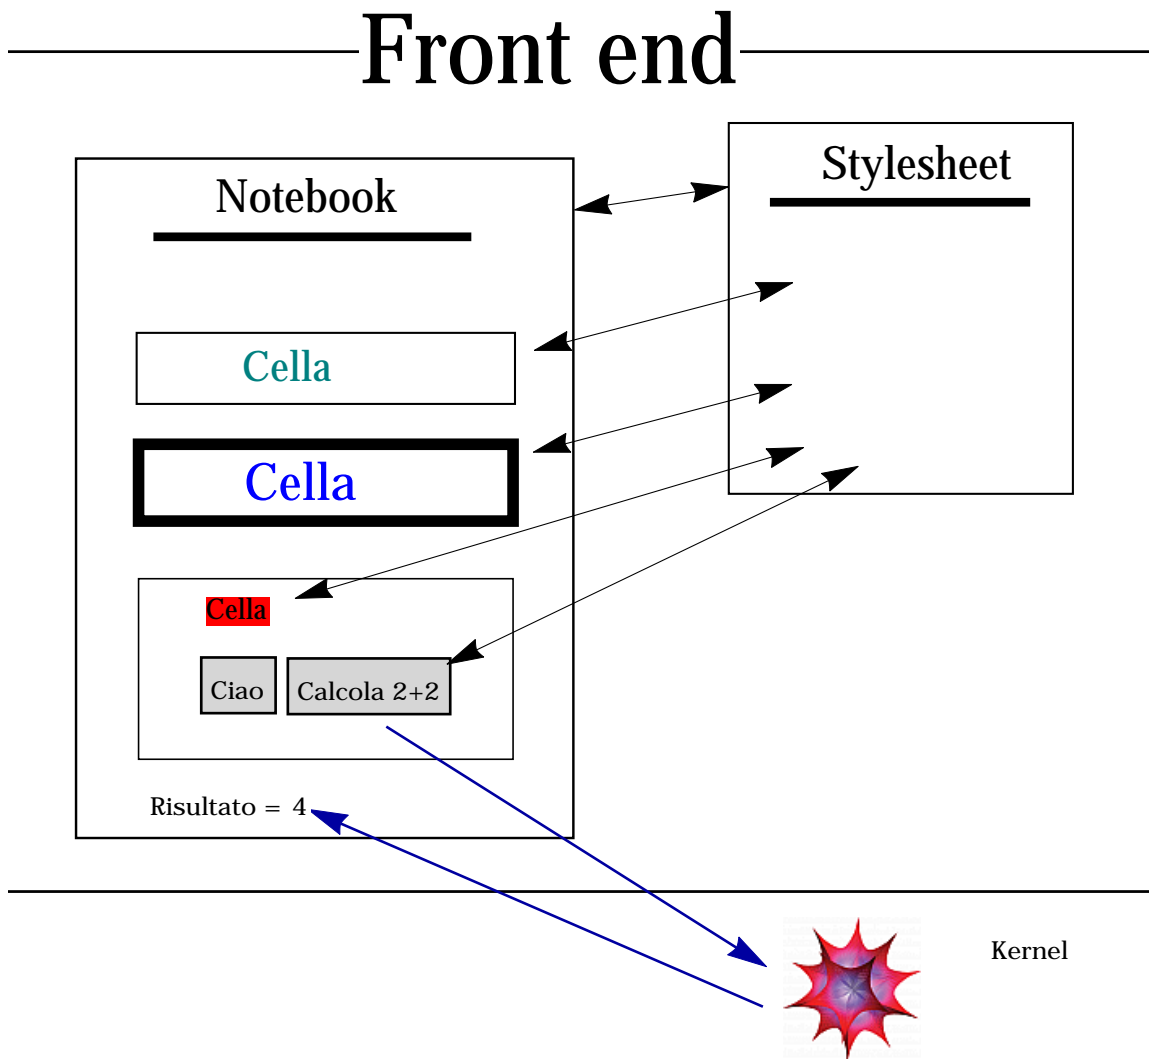 Front end
Stylesheet
Notebook
Cella
Cella
Cella
Ciao
Calcola 2+2
Risultato = 4
Kernel